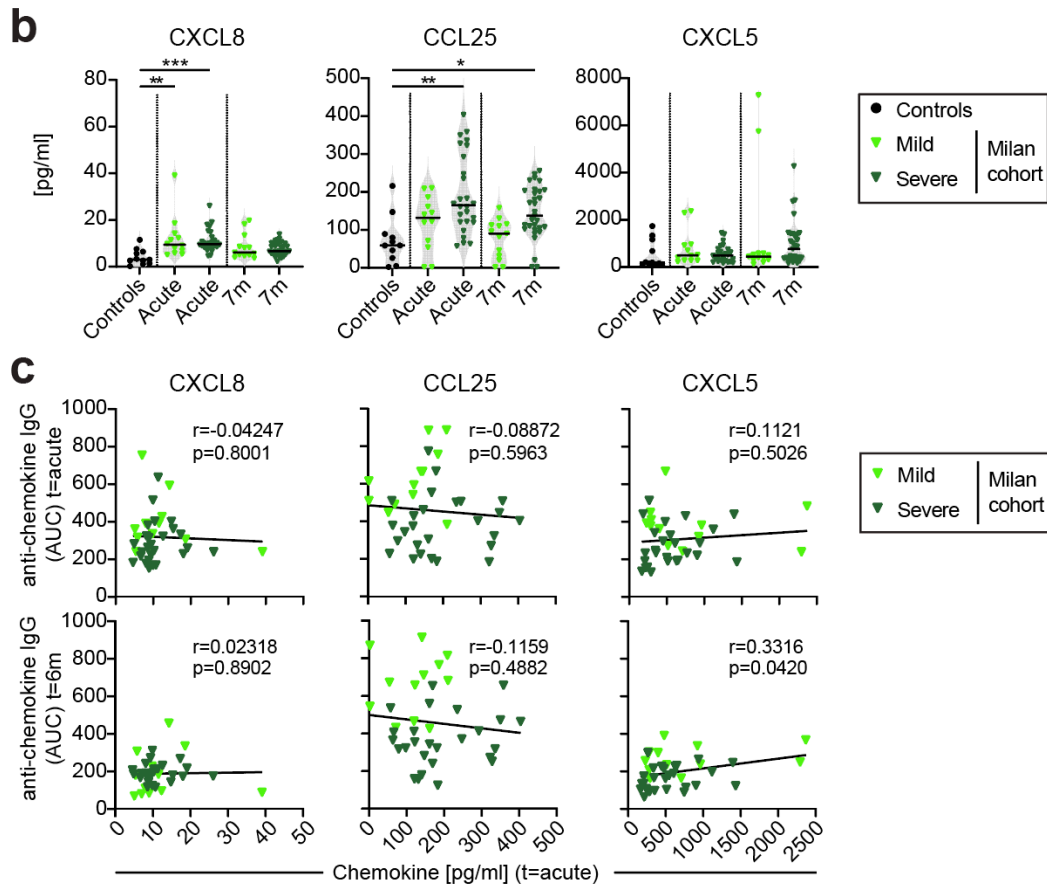 b
CXCL8
CCL25
CXCL5
[pg/ml]
80
60
40
20
0
**
***
Controls
Acute
Acute
7m
7m
500
400
300
200
100
0
**
*
Controls
Acute
Acute
7m
7m
8000
6000
4000
2000
0
Controls
Acute
Acute
7m
7m
Controls
Mild
Severe
Milan
cohort
c
CXCL8
CCL25
CXCL5
anti-chemokine IgG
(AUC) t=acute
1000
800
600
400
200
0
r=-0.04247
p=0.8001
r=-0.08872
p=0.5963
r=0.1121
p=0.5026
Mild
Severe
Milan
cohort
anti-chemokine IgG
(AUC) t=6m
1000
800
600
400
200
0
r=0.02318
p=0.8902
r=-0.1159
p=0.4882
r=0.3316
p=0.0420
0
10
20
30
40
50
0
100
200
300
400
500
0
500
1000
1500
2000
2500
Chemokine [pg/ml] (t=acute)